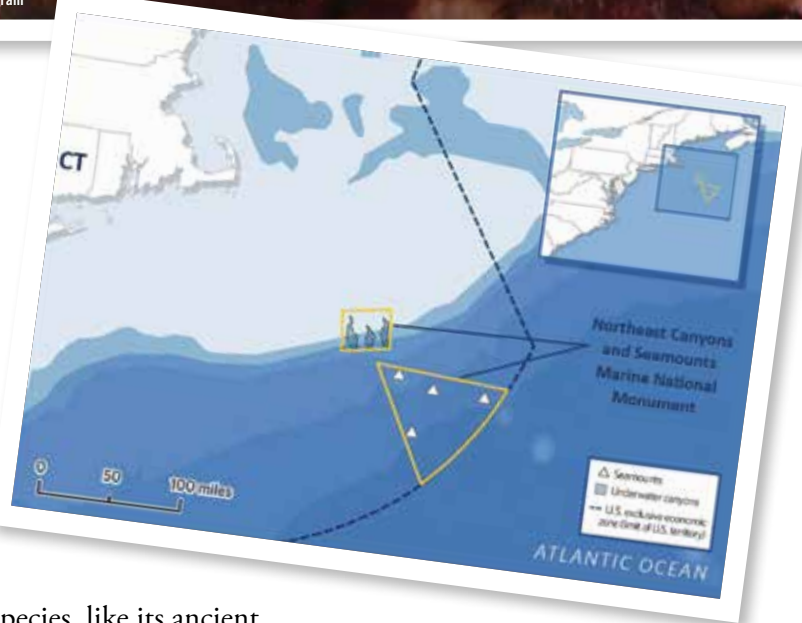 CT
Northeast Canyons
and Seamounts
Marine National
Monument
0
50
100 miles
Seamounts
Underwater canyons
U.S. exclusive economic
zone (limit of U.S. territory)
ATLANTIC OCEAN
species, like its ancient